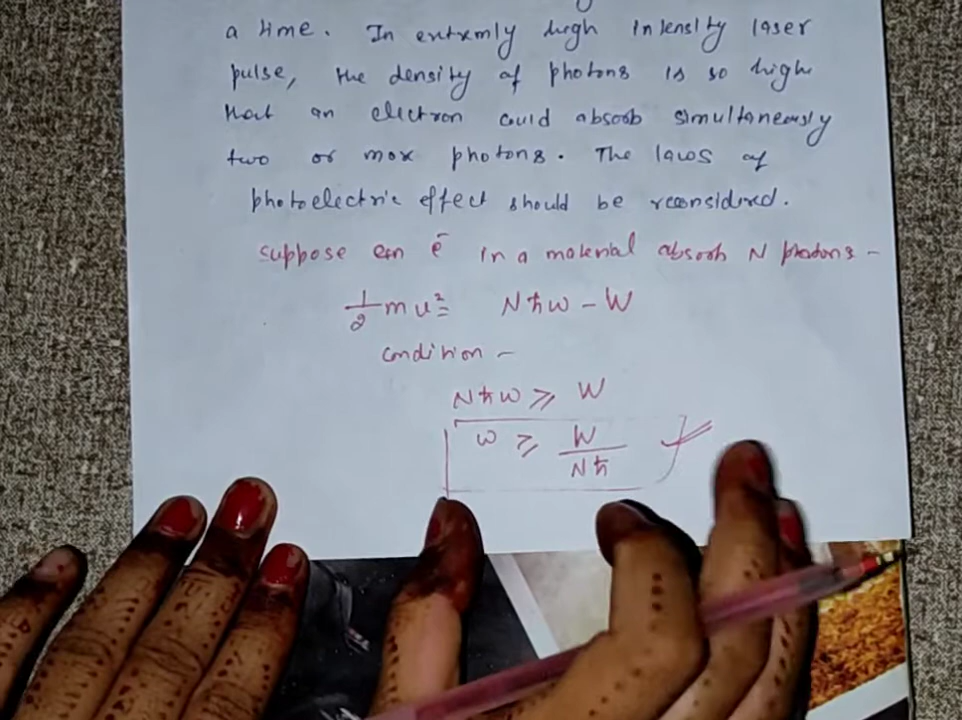 a time. In extremly high intensity laser
pulse, the density of photons is so high
that an electron could absorb simultaneously
two or more photons. The laws of
photoelectric effect should be reconsidered.
suppose an e⁻ in a material absorb N photons -
1/2 mu² = Nħω - W
condition -
Nħω ⩾ W
ω ⩾ W/Nħ